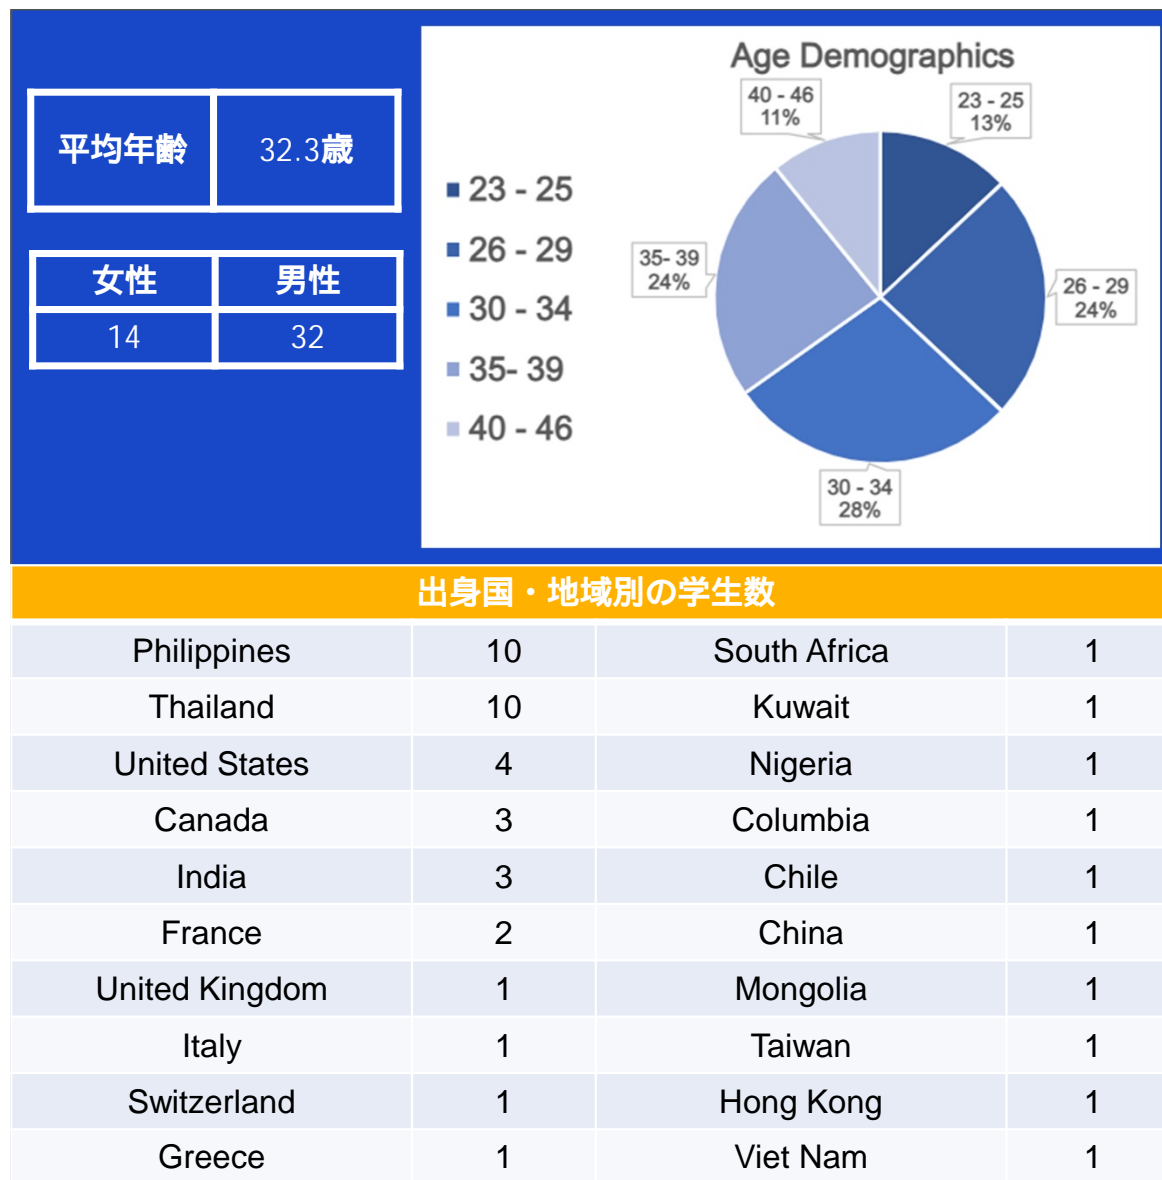 平均年齢 32.3歳
女性 男性
14 32
Age Demographics
23 - 25
26 - 29
30 - 34
35- 39
40 - 46
40 - 46
11%
23 - 25
13%
35- 39
24%
26 - 29
24%
30 - 34
28%
出身国・地域別の学生数
Philippines 10 South Africa 1
Thailand 10 Kuwait 1
United States 4 Nigeria 1
Canada 3 Columbia 1
India 3 Chile 1
France 2 China 1
United Kingdom 1 Mongolia 1
Italy 1 Taiwan 1
Switzerland 1 Hong Kong 1
Greece 1 Viet Nam 1